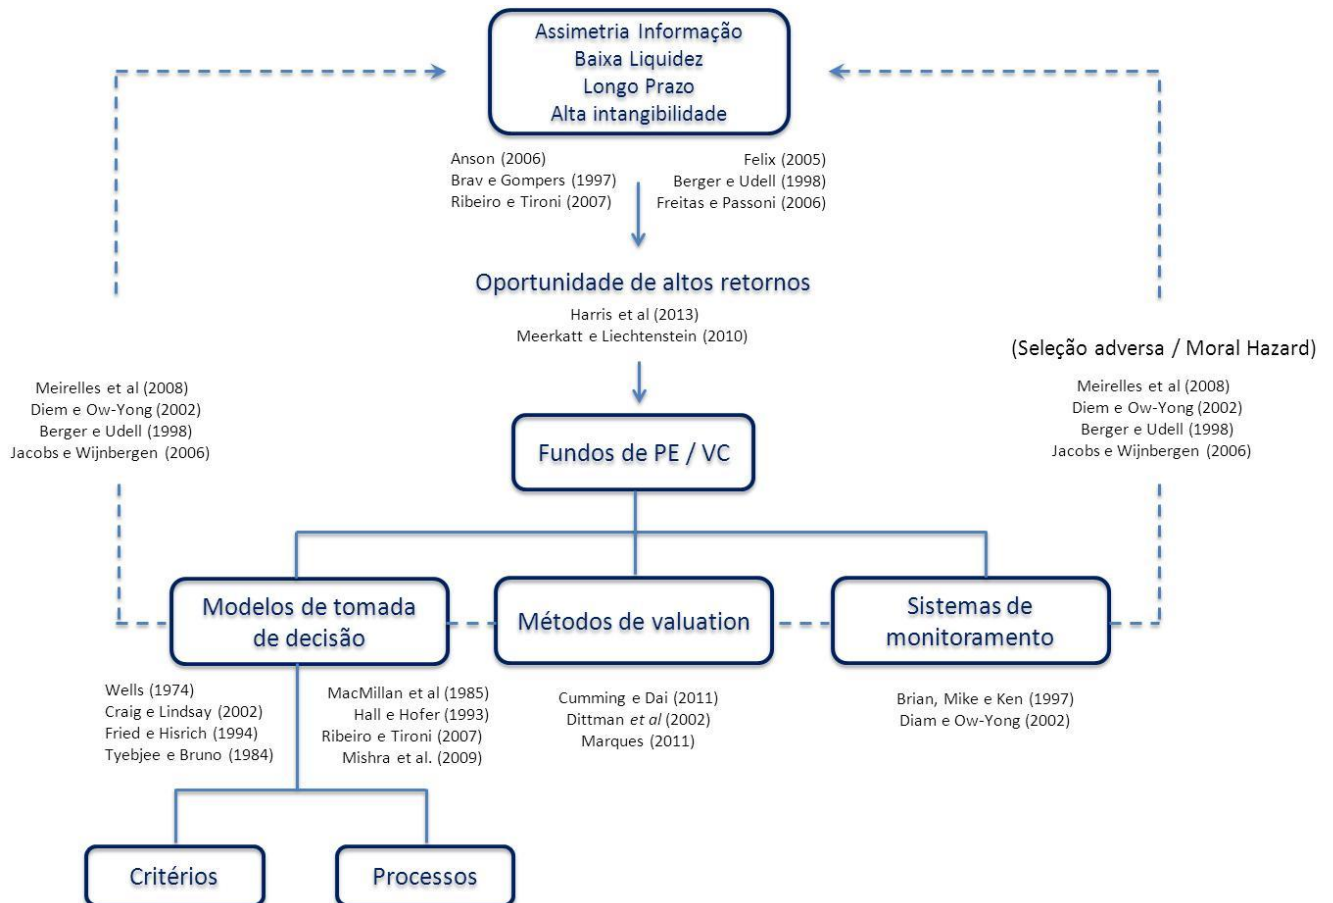 Assimetria Informação
Baixa Liquidez
Longo Prazo
Alta intangibilidade
Anson (2006)
Brav e Gompers (1997)
Ribeiro e Tironi (2007)
Felix (2005)
Berger e Udell (1998)
Freitas e Passoni (2006)
Oportunidade de altos retornos
Harris et al (2013)
Meerkatt e Liechtenstein (2010)
(Seleção adversa / Moral Hazard)
Meirelles et al (2008)
Diem e Ow-Yong (2002)
Berger e Udell (1998)
Jacobs e Wijnbergen (2006)
Meirelles et al (2008)
Diem e Ow-Yong (2002)
Berger e Udell (1998)
Jacobs e Wijnbergen (2006)
Fundos de PE / VC
Modelos de tomada
de decisão
Métodos de valuation
Sistemas de
monitoramento
Wells (1974)
Craig e Lindsay (2002)
Fried e Hisrich (1994)
Tyebjee e Bruno (1984)
MacMillan et al (1985)
Hall e Hofer (1993)
Ribeiro e Tironi (2007)
Mishra et al. (2009)
Cumming e Dai (2011)
Dittman et al (2002)
Marques (2011)
Brian, Mike e Ken (1997)
Diam e Ow-Yong (2002)
Critérios
Processos